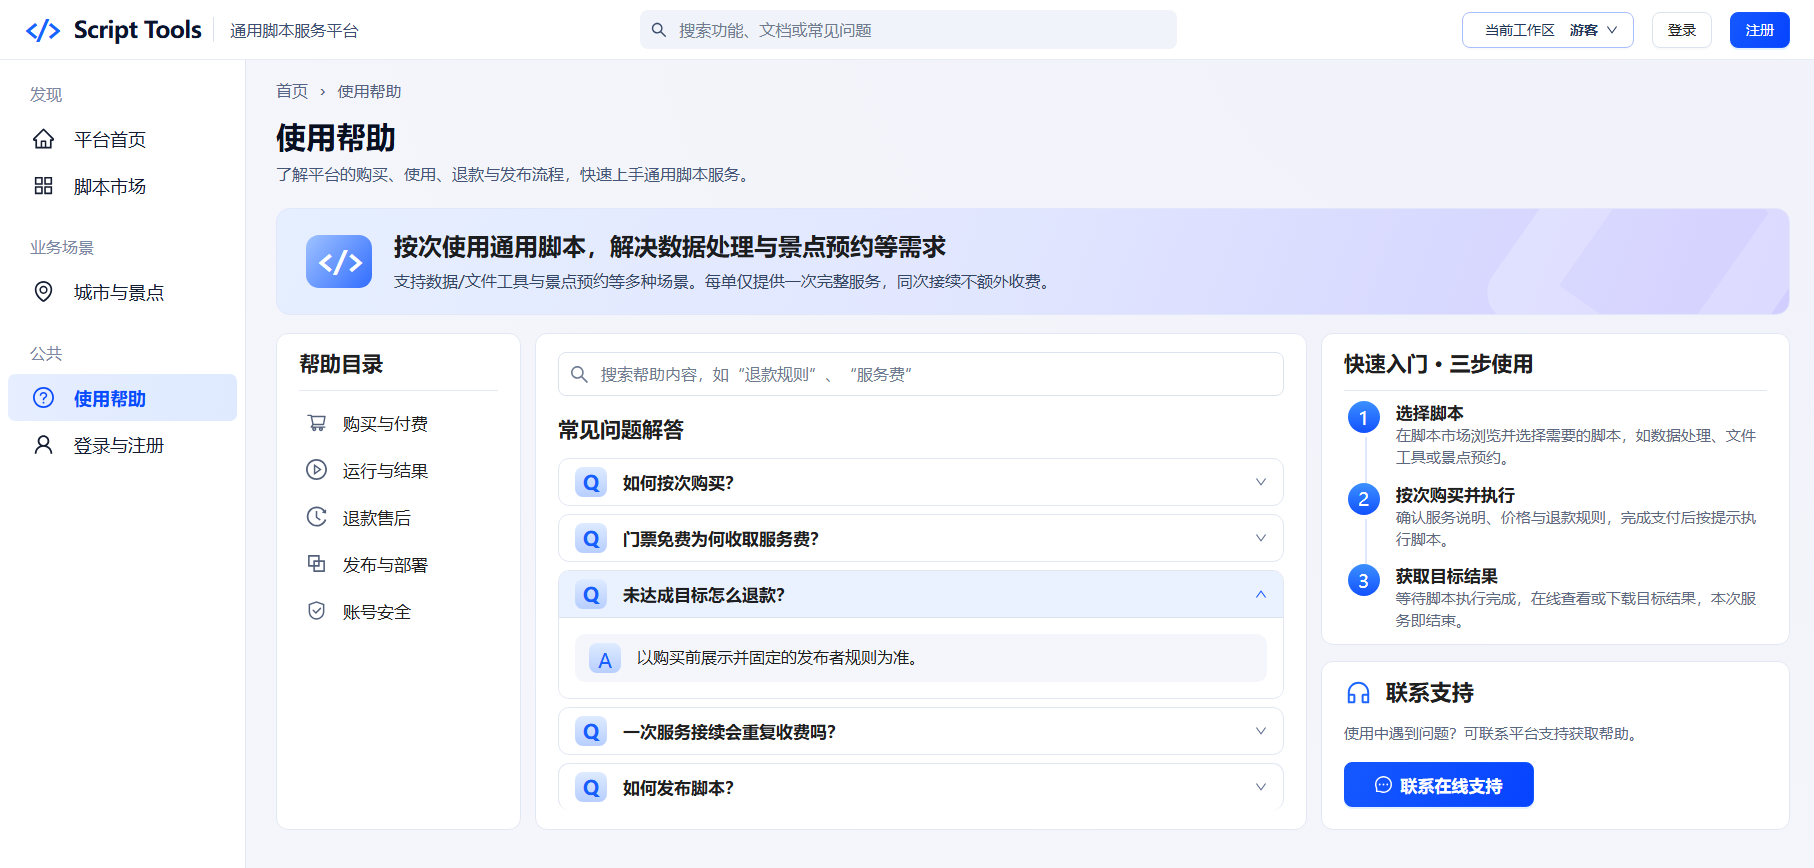 Script Tools
通用脚本服务平台
搜索功能、文档或常见问题
当前工作区 游客
登录
注册
发现
平台首页
脚本市场
业务场景
城市与景点
公共
使用帮助
登录与注册
首页 › 使用帮助
使用帮助
了解平台的购买、使用、退款与发布流程，快速上手通用脚本服务。
</>
按次使用通用脚本，解决数据处理与景点预约等需求
支持数据/文件工具与景点预约等多种场景。每单仅提供一次完整服务，同次接续不额外收费。
帮助目录
购买与付费
运行与结果
退款售后
发布与部署
账号安全
搜索帮助内容，如“退款规则”、“服务费”
常见问题解答
Q 如何按次购买？
Q 门票免费为何收取服务费？
Q 未达成目标怎么退款？
A 以购买前展示并固定的发布者规则为准。
Q 一次服务接续会重复收费吗？
Q 如何发布脚本？
快速入门 • 三步使用
1 选择脚本
在脚本市场浏览并选择需要的脚本，如数据处理、文件
工具或景点预约。
2 按次购买并执行
确认服务说明、价格与退款规则，完成支付后按提示执
行脚本。
3 获取目标结果
等待脚本执行完成，在线查看或下载目标结果，本次服
务即结束。
联系支持
使用中遇到问题？可联系平台支持获取帮助。
联系在线支持